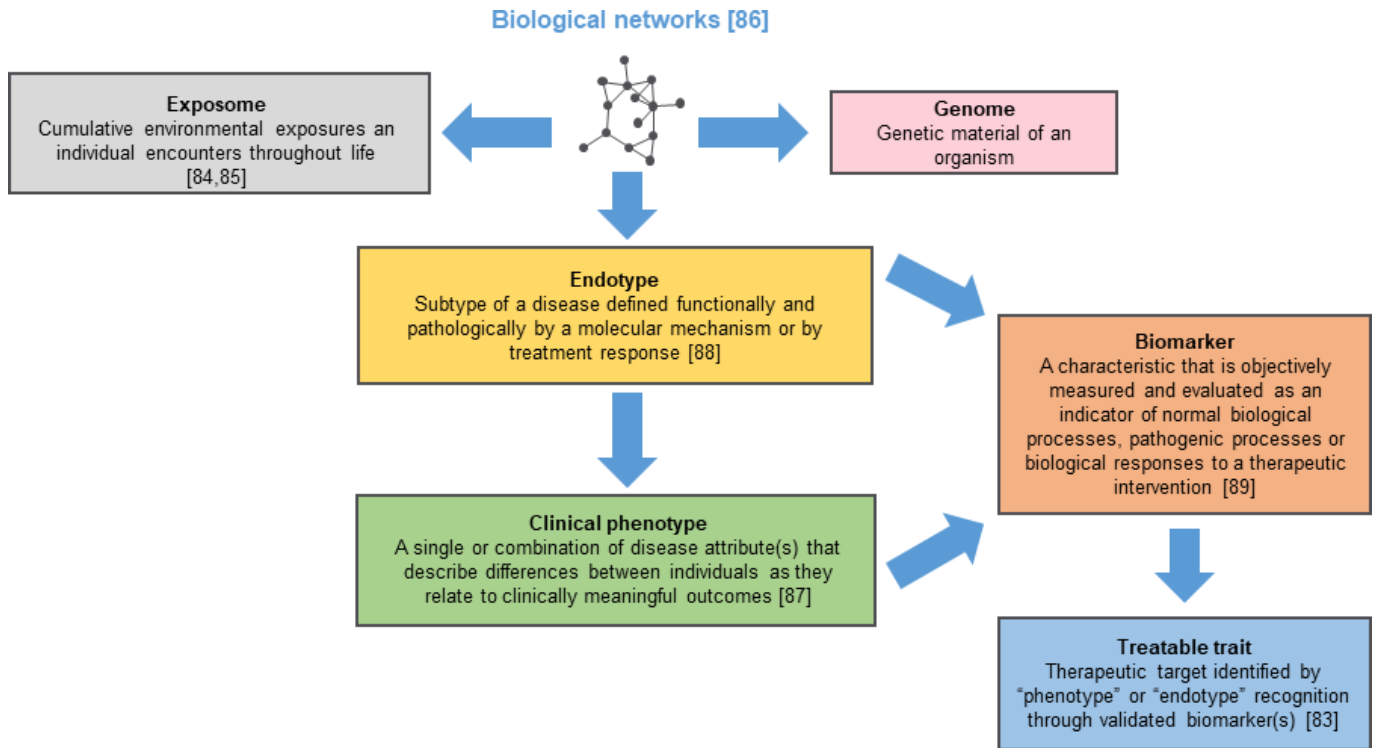 Biological networks [86]
Exposome
Cumulative environmental exposures an
individual encounters throughout life
[84,85]
Genome
Genetic material of an
organism
Endotype
Subtype of a disease defined functionally and
pathologically by a molecular mechanism or by
treatment response [88]
Biomarker
A characteristic that is objectively
measured and evaluated as an
indicator of normal biological
processes, pathogenic processes or
biological responses to a therapeutic
intervention [89]
Clinical phenotype
A single or combination of disease attribute(s) that
describe differences between individuals as they
relate to clinically meaningful outcomes [87]
Treatable trait
Therapeutic target identified by
“phenotype” or “endotype” recognition
through validated biomarker(s) [83]